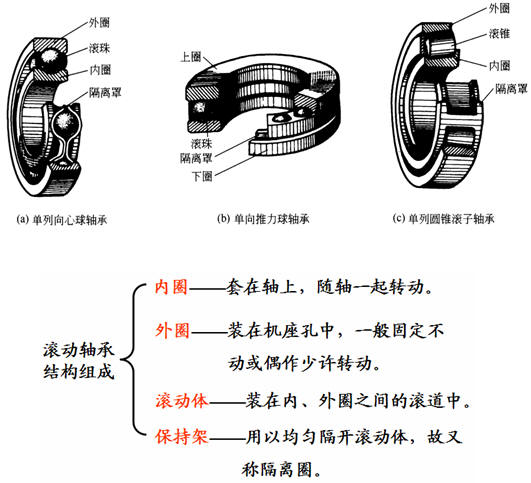 外圈
滚珠
内圈
隔离罩
(a) 单列向心球轴承
上圈
滚珠
隔离罩
下圈
(b) 单向推力球轴承
外圈
滚锥
内圈
隔离罩
(c) 单列圆锥滚子轴承
滚动轴承
结构组成
内圈——套在轴上，随轴一起转动。
外圈——装在机座孔中，一般固定不
动或偶作少许转动。
滚动体——装在内、外圈之间的滚道中。
保持架——用以均匀隔开滚动体，故又
称隔离圈。